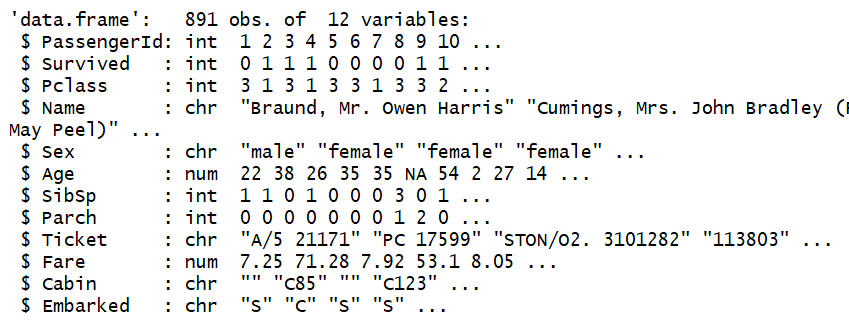 'data.frame':   891 obs. of  12 variables:
 $ PassengerId: int  1 2 3 4 5 6 7 8 9 10 ...
 $ Survived   : int  0 1 1 1 0 0 0 0 1 1 ...
 $ Pclass     : int  3 1 3 1 3 3 1 3 3 2 ...
 $ Name       : chr  "Braund, Mr. Owen Harris" "Cumings, Mrs. John Bradley (
May Peel)" ...
 $ Sex        : chr  "male" "female" "female" "female" ...
 $ Age        : num  22 38 26 35 35 NA 54 2 27 14 ...
 $ SibSp      : int  1 1 0 1 0 0 0 3 0 1 ...
 $ Parch      : int  0 0 0 0 0 0 0 1 2 0 ...
 $ Ticket     : chr  "A/5 21171" "PC 17599" "STON/O2. 3101282" "113803" ...
 $ Fare       : num  7.25 71.28 7.92 53.1 8.05 ...
 $ Cabin      : chr  "" "C85" "" "C123" ...
 $ Embarked   : chr  "S" "C" "S" "S" ...